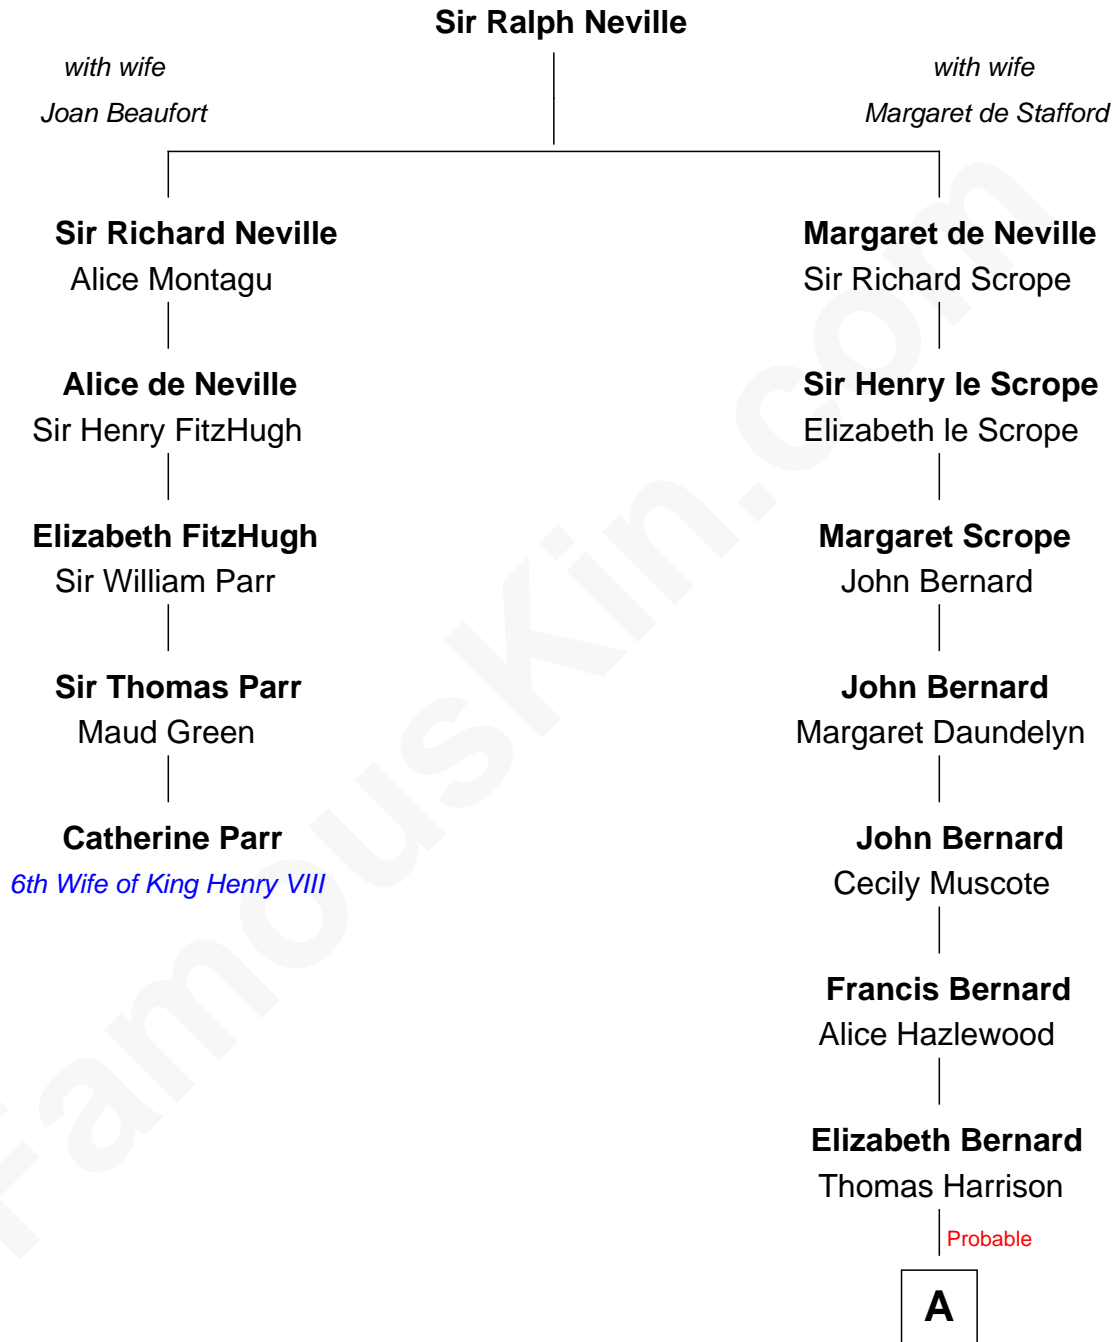 Sir Ralph Neville
with wife
Joan Beaufort
with wife
Margaret de Stafford
Sir Richard Neville
Alice Montagu
Alice de Neville
Sir Henry FitzHugh
Elizabeth FitzHugh
Sir William Parr
Sir Thomas Parr
Maud Green
Catherine Parr
6th Wife of King Henry VIII
Margaret de Neville
Sir Richard Scrope
Sir Henry le Scrope
Elizabeth le Scrope
Margaret Scrope
John Bernard
John Bernard
Margaret Daundelyn
John Bernard
Cecily Muscote
Francis Bernard
Alice Hazlewood
Elizabeth Bernard
Thomas Harrison
Probable
A
FamousKin.com